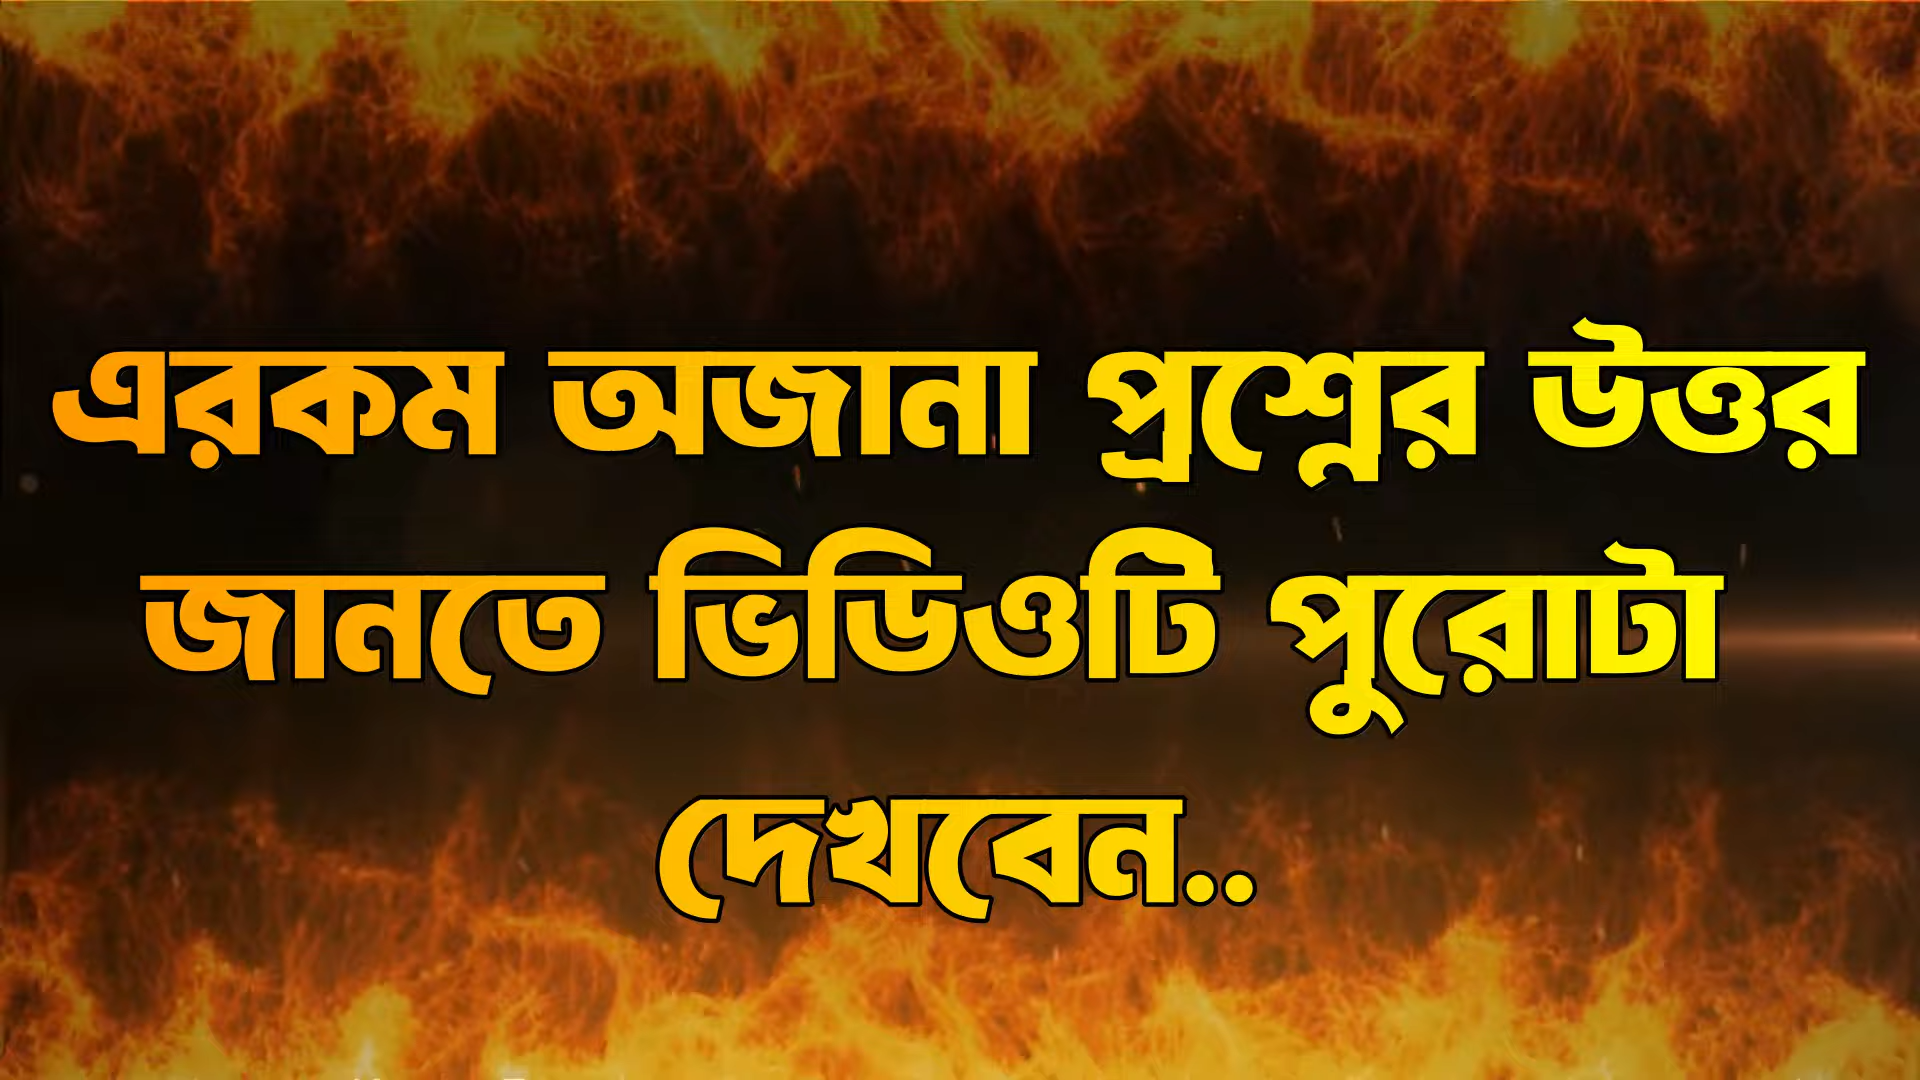 এরকম অজানা প্রশ্নের উত্তর
জানতে ভিডিওটি পুরোটা
দেখবেন..